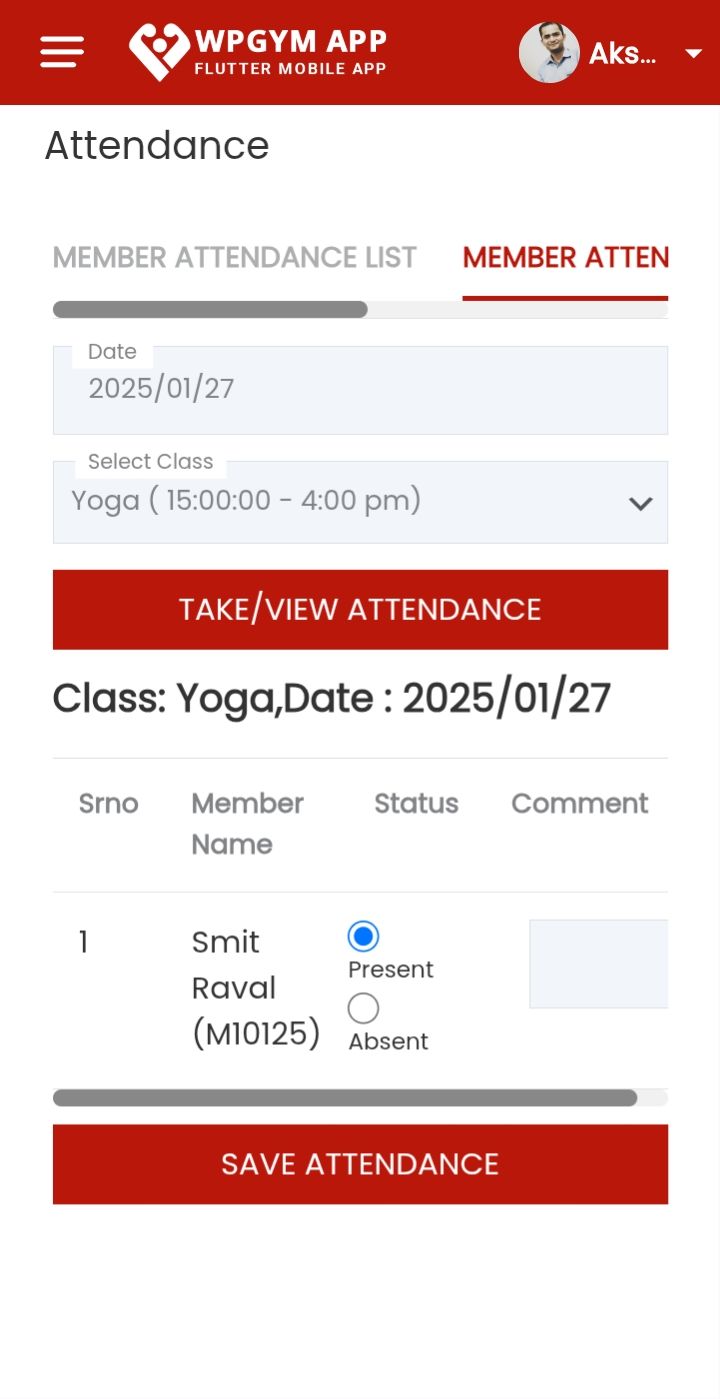 WPGYM APP
FLUTTER MOBILE APP
Aks...
Attendance
MEMBER ATTENDANCE LIST MEMBER ATTEN
Date
2025/01/27
Select Class
Yoga ( 15:00:00 - 4:00 pm)
TAKE/VIEW ATTENDANCE
Class: Yoga,Date : 2025/01/27
Srno Member Name Status Comment
1 Smit Raval (M10125)
Present
Absent
SAVE ATTENDANCE